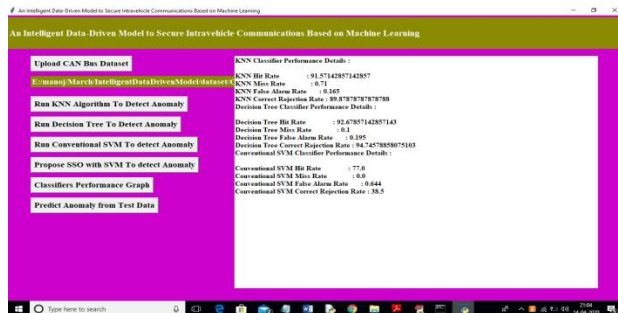 An Intelligent Data-Driven Model to Secure Intravehicle Communications Based on Machine Learning
An Intelligent Data-Driven Model to Secure Intravehicle Communications Based on Machine Learning
Upload CAN Bus Dataset
E:/manoj/March/IntelligentDataDrivenModel/dataset/C
Run KNN Algorithm To Detect Anomaly
Run Decision Tree To Detect Anomaly
Run Conventional SVM To detect Anomaly
Propose SSO with SVM To detect Anomaly
Classifiers Performance Graph
Predict Anomaly from Test Data
KNN Classifier Performance Details :
KNN Hit Rate : 91.57142857142857
KNN Miss Rate : 0.71
KNN False Alarm Rate : 0.165
KNN Correct Rejection Rate : 89.87878787878788
Decision Tree Classifier Performance Details :
Decision Tree Hit Rate : 92.67857142857143
Decision Tree Miss Rate : 0.1
Decision Tree False Alarm Rate : 0.195
Decision Tree Correct Rejection Rate : 94.74578858075103
Conventional SVM Classifier Performance Details :
Conventional SVM Hit Rate : 77.0
Conventional SVM Miss Rate : 0.0
Conventional SVM False Alarm Rate : 0.644
Conventional SVM Correct Rejection Rate : 38.5
Type here to search
21:04
14-04-2020